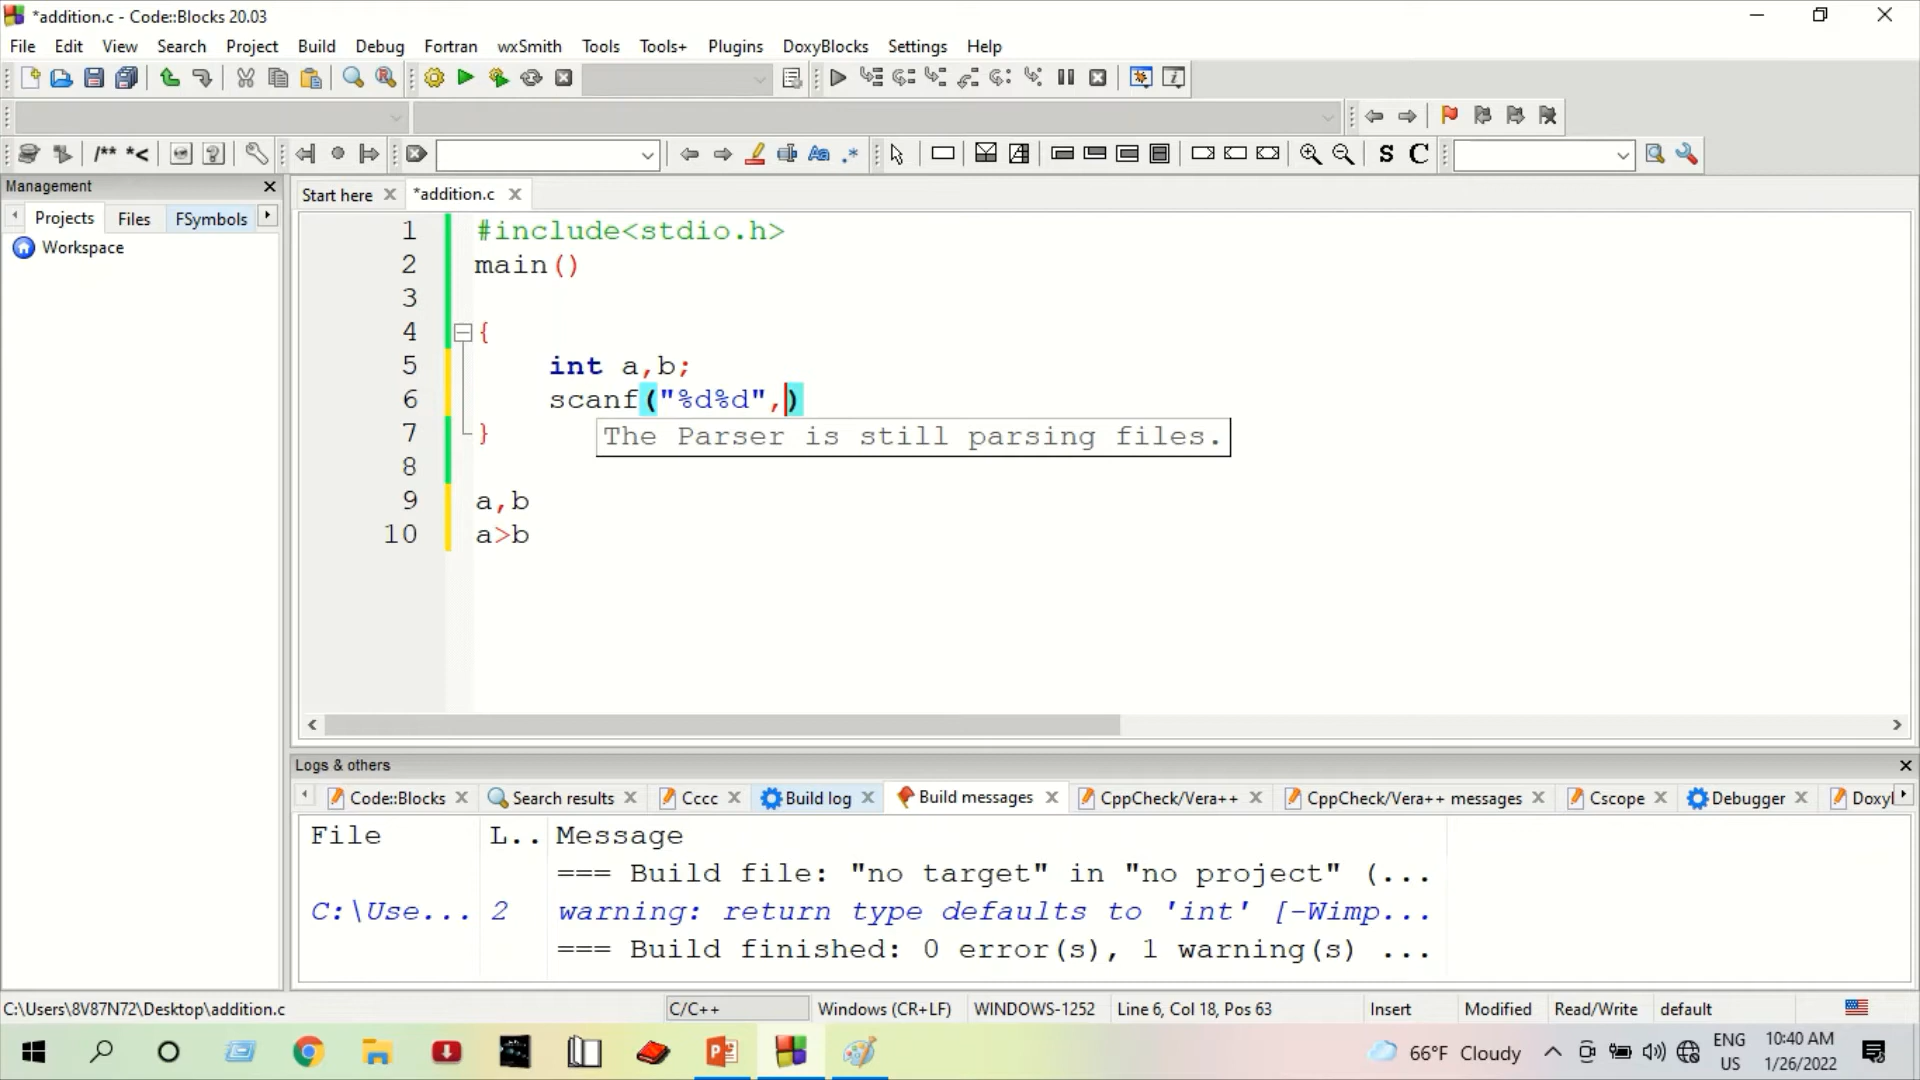 *addition.c - Code::Blocks 20.03
File Edit View Search Project Build Debug Fortran wxSmith Tools Tools+ Plugins DoxyBlocks Settings Help
/** *< Aa .* S C
Management
Projects Files FSymbols
Workspace
Start here *addition.c
1 #include<stdio.h>
2 main()
3
4 {
5 int a,b;
6 scanf("%d%d",)
7 }
The Parser is still parsing files.
8
9 a,b
10 a>b
Logs & others
Code::Blocks Search results Cccc Build log Build messages CppCheck/Vera++ CppCheck/Vera++ messages Cscope Debugger Doxyl
File L.. Message
=== Build file: "no target" in "no project" (...
C:\Use... 2 warning: return type defaults to 'int' [-Wimp...
=== Build finished: 0 error(s), 1 warning(s) ...
C:\Users\8V87N72\Desktop\addition.c C/C++ Windows (CR+LF) WINDOWS-1252 Line 6, Col 18, Pos 63 Insert Modified Read/Write default
66°F Cloudy ENG US 10:40 AM 1/26/2022